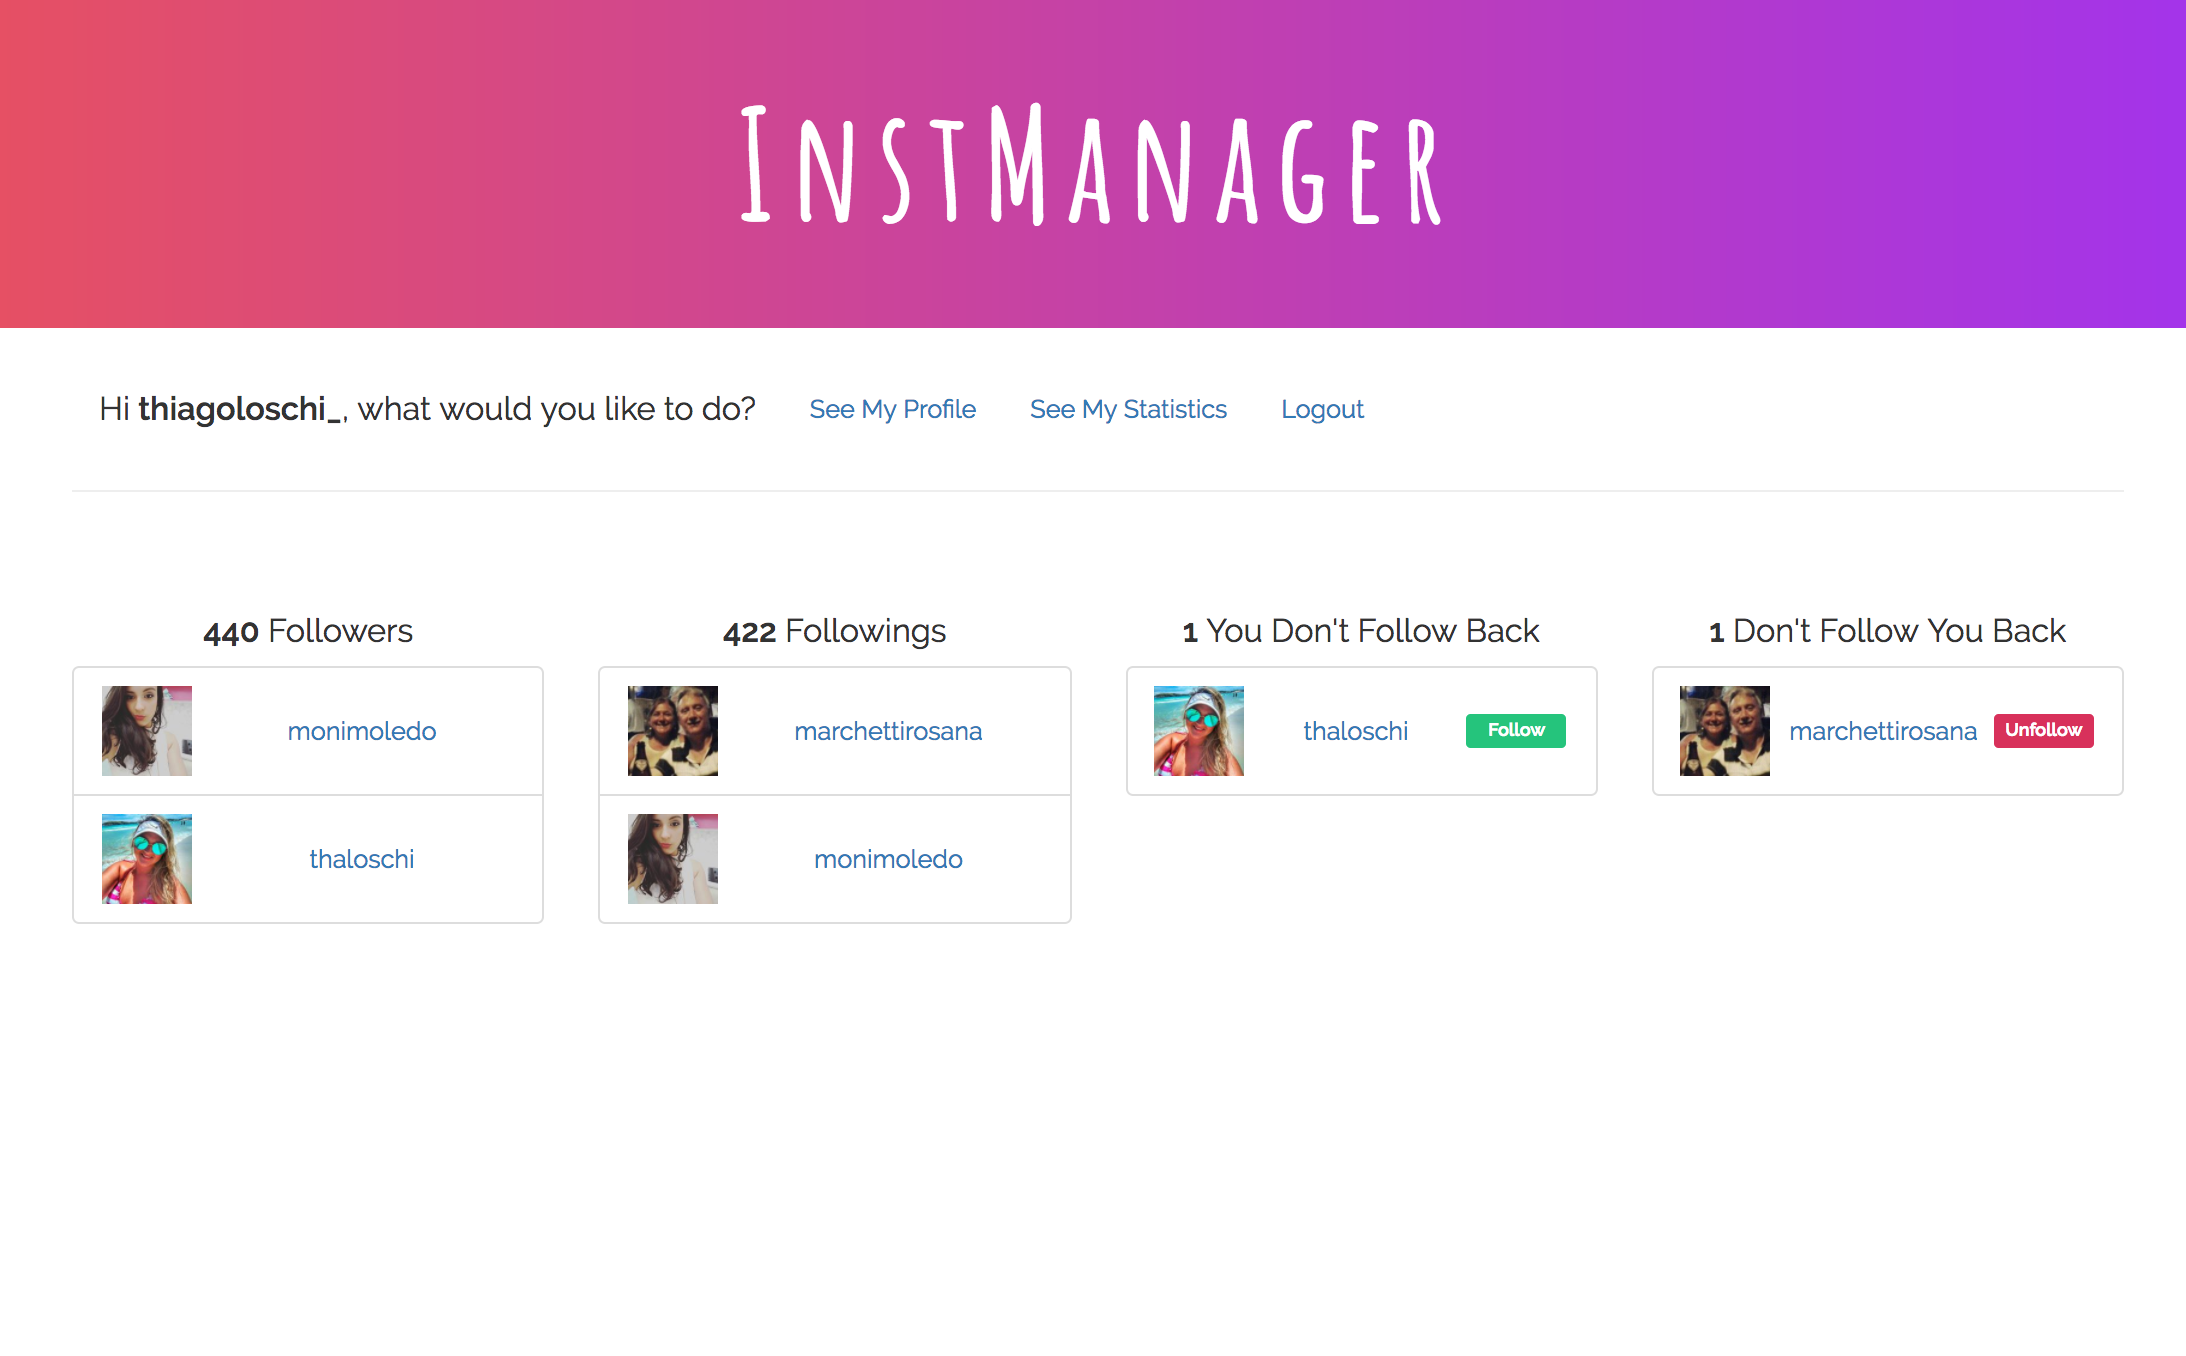 InstManager
Hi thiagoloschi_, what would you like to do? See My Profile See My Statistics Logout
440 Followers
monimoledo
thaloschi
422 Followings
marchettirosana
monimoledo
1 You Don't Follow Back
thaloschi Follow
1 Don't Follow You Back
marchettirosana Unfollow